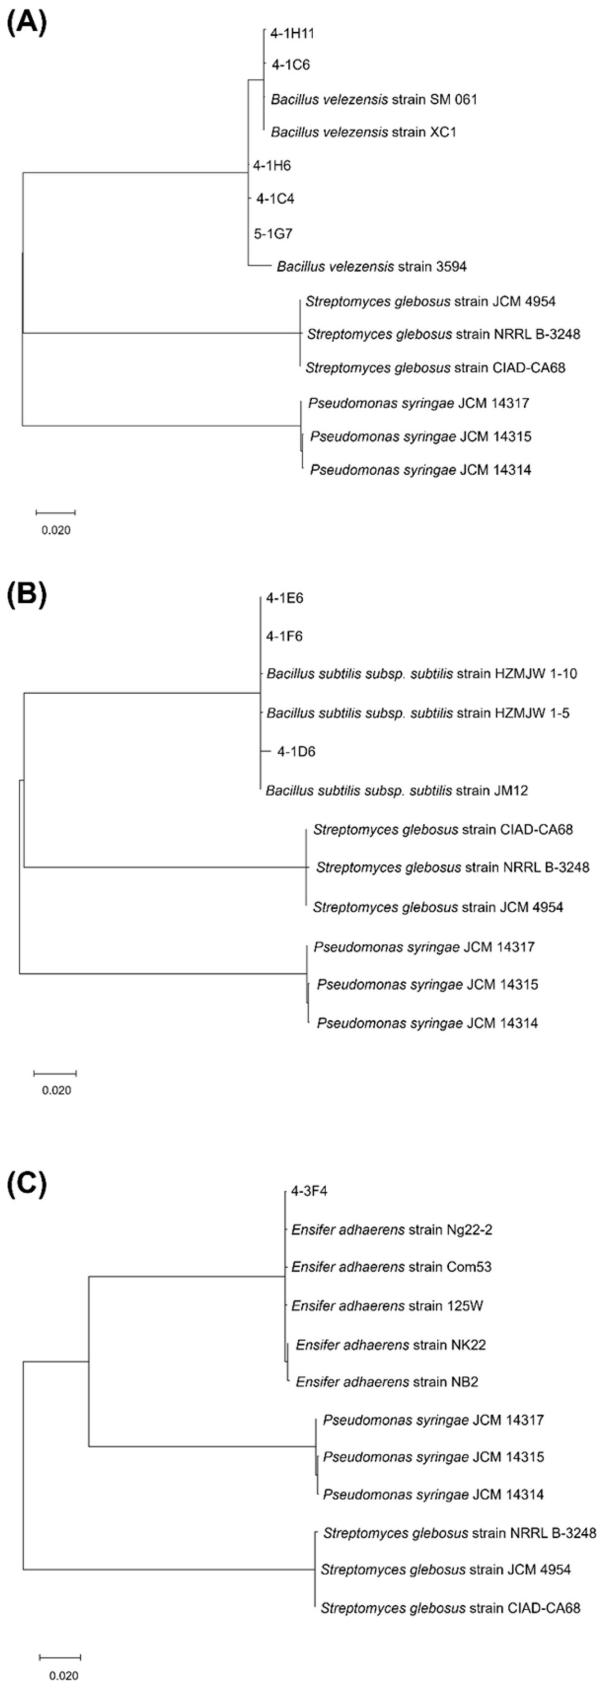 (A)
4-1H11
4-1C6
Bacillus velezensis strain SM 061
Bacillus velezensis strain XC1
4-1H6
4-1C4
5-1G7
Bacillus velezensis strain 3594
Streptomyces glebosus strain JCM 4954
Streptomyces glebosus strain NRRL B-3248
Streptomyces glebosus strain CIAD-CA68
Pseudomonas syringae JCM 14317
Pseudomonas syringae JCM 14315
Pseudomonas syringae JCM 14314
0.020
(B)
4-1E6
4-1F6
Bacillus subtilis subsp. subtilis strain HZMJW 1-10
Bacillus subtilis subsp. subtilis strain HZMJW 1-5
4-1D6
Bacillus subtilis subsp. subtilis strain JM12
Streptomyces glebosus strain CIAD-CA68
Streptomyces glebosus strain NRRL B-3248
Streptomyces glebosus strain JCM 4954
Pseudomonas syringae JCM 14317
Pseudomonas syringae JCM 14315
Pseudomonas syringae JCM 14314
0.020
(C)
4-3F4
Ensifer adhaerens strain Ng22-2
Ensifer adhaerens strain Com53
Ensifer adhaerens strain 125W
Ensifer adhaerens strain NK22
Ensifer adhaerens strain NB2
Pseudomonas syringae JCM 14317
Pseudomonas syringae JCM 14315
Pseudomonas syringae JCM 14314
Streptomyces glebosus strain NRRL B-3248
Streptomyces glebosus strain JCM 4954
Streptomyces glebosus strain CIAD-CA68
0.020